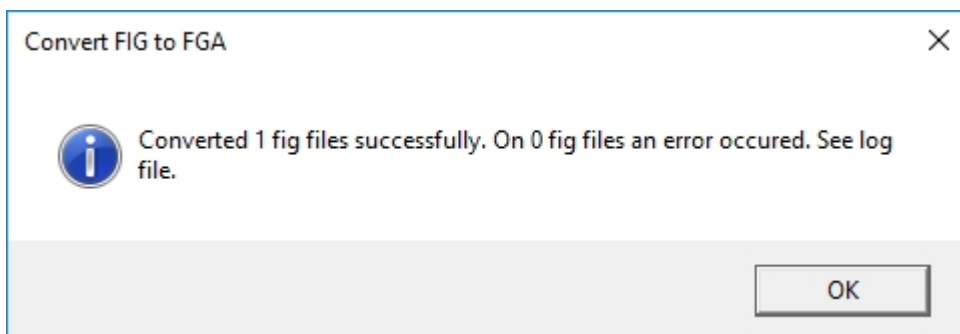 Convert FIG to FGA
Converted 1 fig files successfully. On 0 fig files an error occured. See log
file.
OK